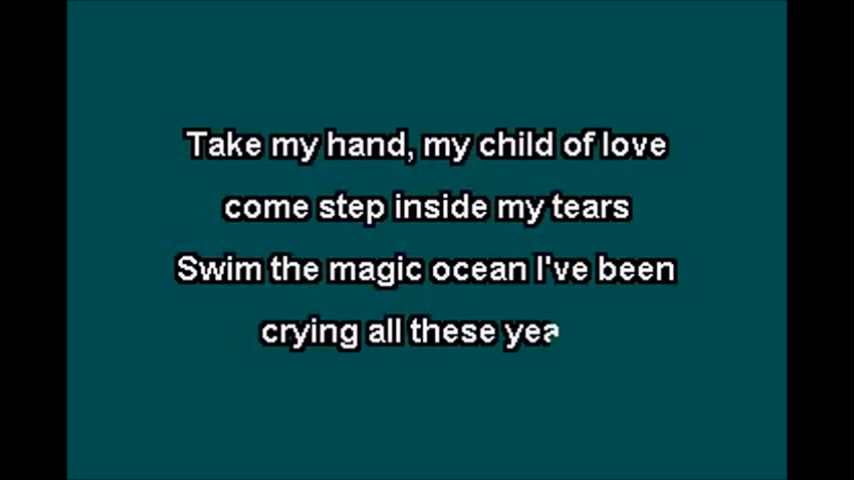 Take my hand, my child of love
come step inside my tears
Swim the magic ocean I've been
crying all these yea